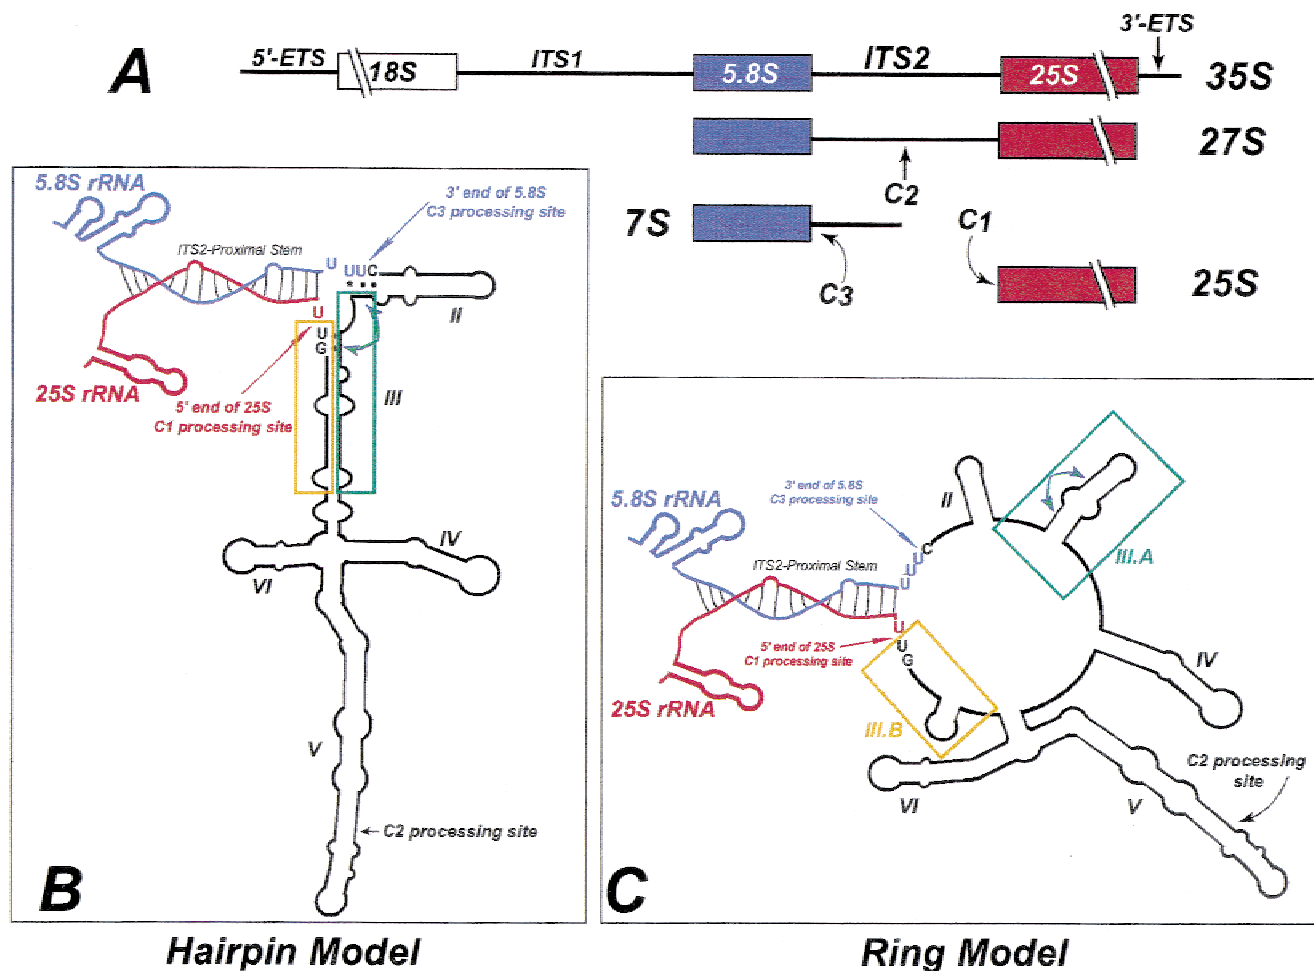 A
5'-ETS
18S
ITS1
5.8S
ITS2
25S
3'-ETS
35S
27S
C2
7S
C3
C1
25S
5.8S rRNA
3' end of 5.8S
C3 processing site
ITS2-Proximal Stem
U
UUC
II
U
U
G
25S rRNA
5' end of 25S
C1 processing site
III
IV
VI
V
C2 processing site
B
Hairpin Model
5.8S rRNA
3' end of 5.8S
C3 processing site
II
III.A
ITS2-Proximal Stem
U
U
U
C
U
U
G
5' end of 25S
C1 processing site
25S rRNA
III.B
IV
VI
V
C2 processing
site
C
Ring Model